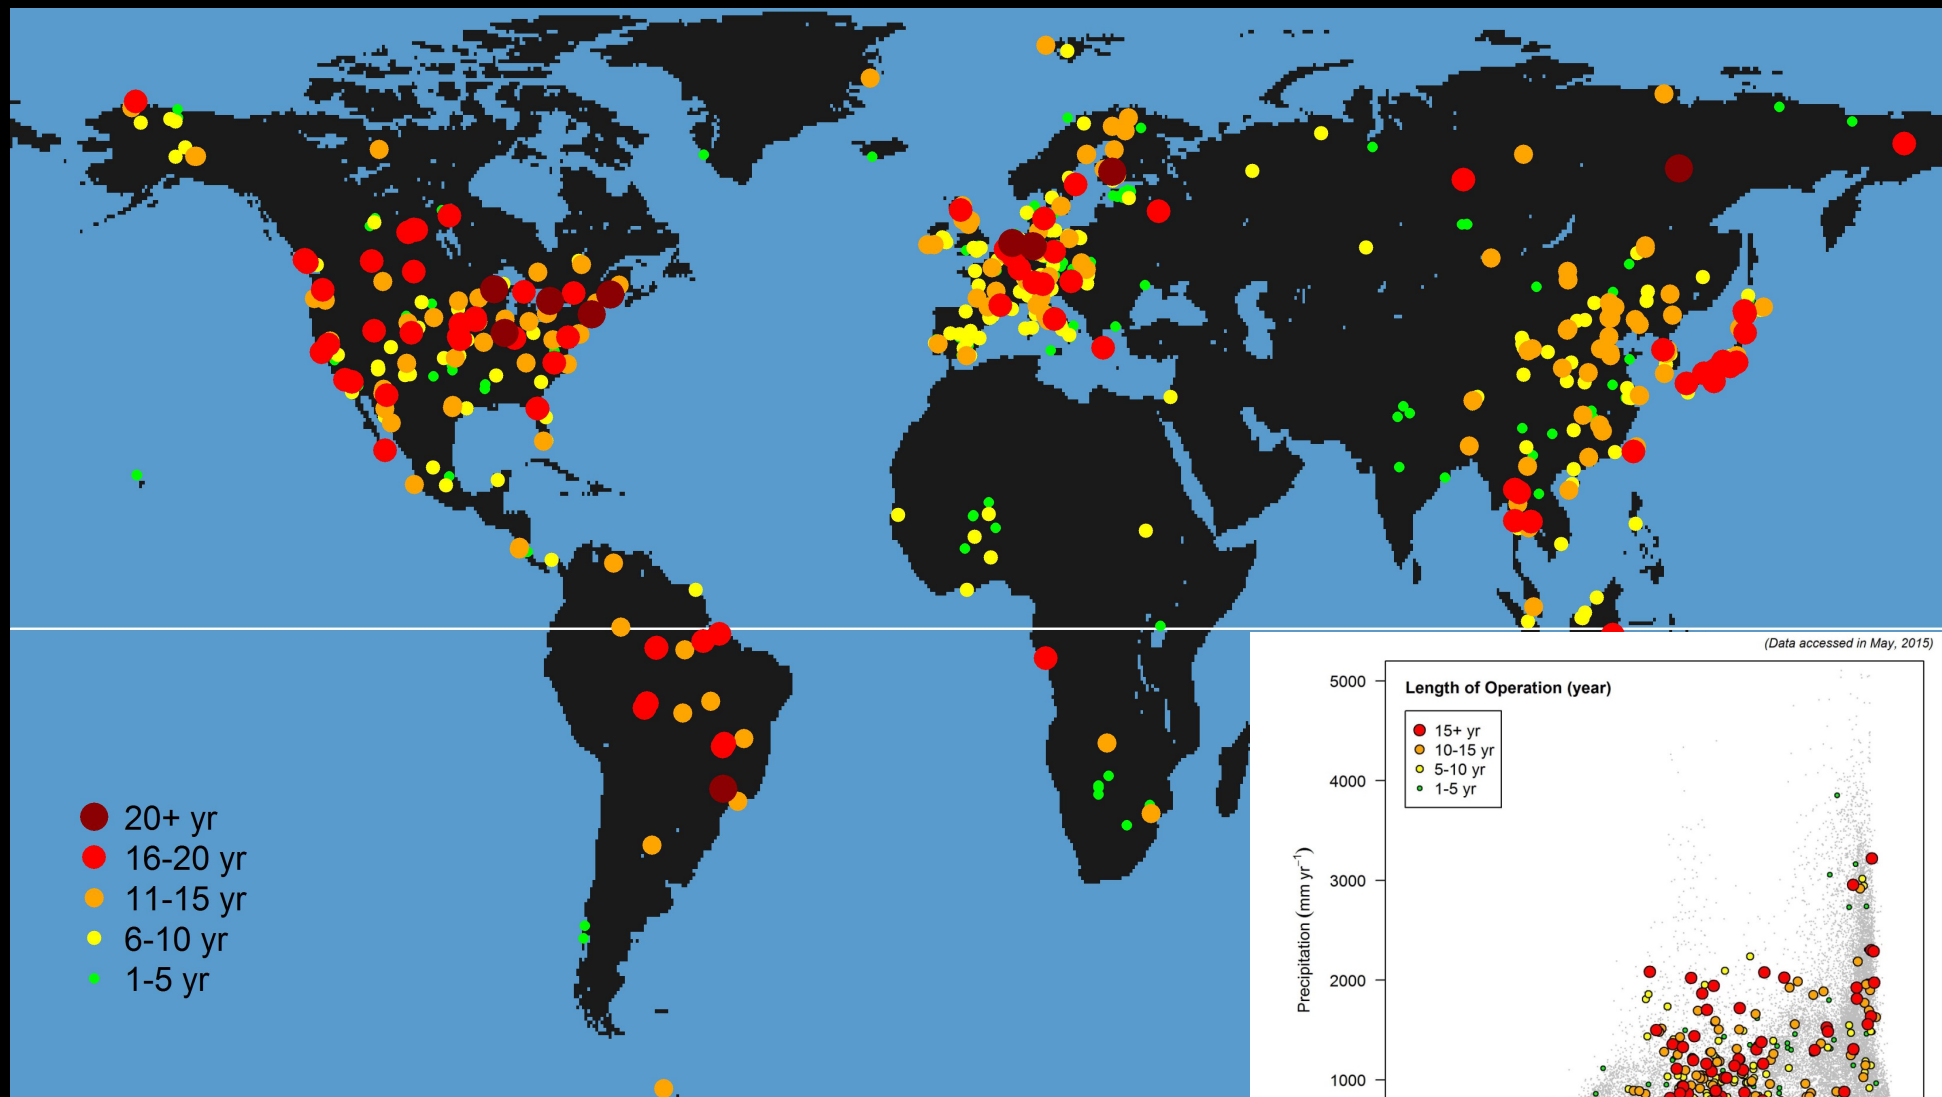 20+ yr
16-20 yr
11-15 yr
6-10 yr
1-5 yr
(Data accessed in May, 2015)
Length of Operation (year)
15+ yr
10-15 yr
5-10 yr
1-5 yr
5000
4000
3000
2000
1000
Precipitation (mm yr⁻¹)